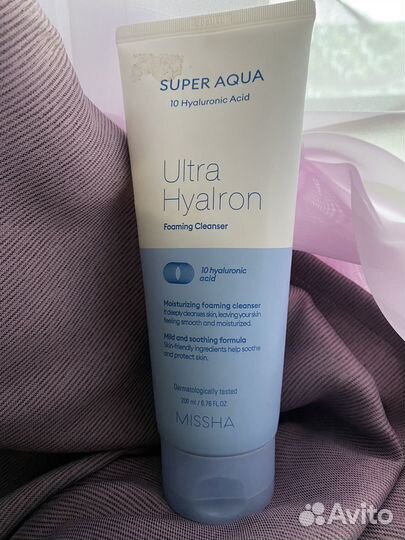 SUPER AQUA
10 Hyaluronic Acid
Ultra
Hyalron
Foaming Cleanser
10 hyaluronic
acid
Moisturizing foaming cleanser
It deeply cleanses skin, leaving your skin
feeling smooth and moisturized.
Mild and soothing formula
Skin-friendly ingredients help soothe
and protect skin.
Dermatologically tested
200 ml / 6.76 FL.OZ.
MISSHA
Avito